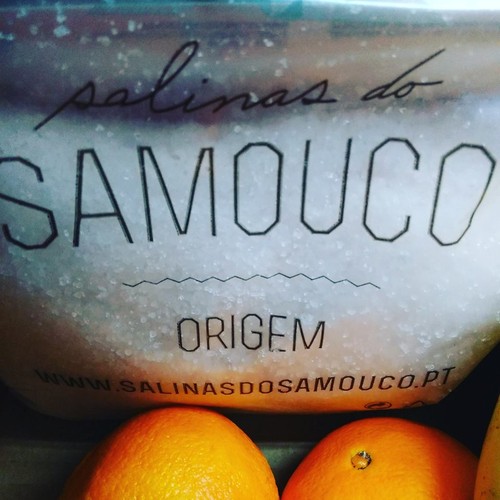 salinas do
SAMOUCO
ORIGEM
WWW.SALINASDOSAMOUCO.PT